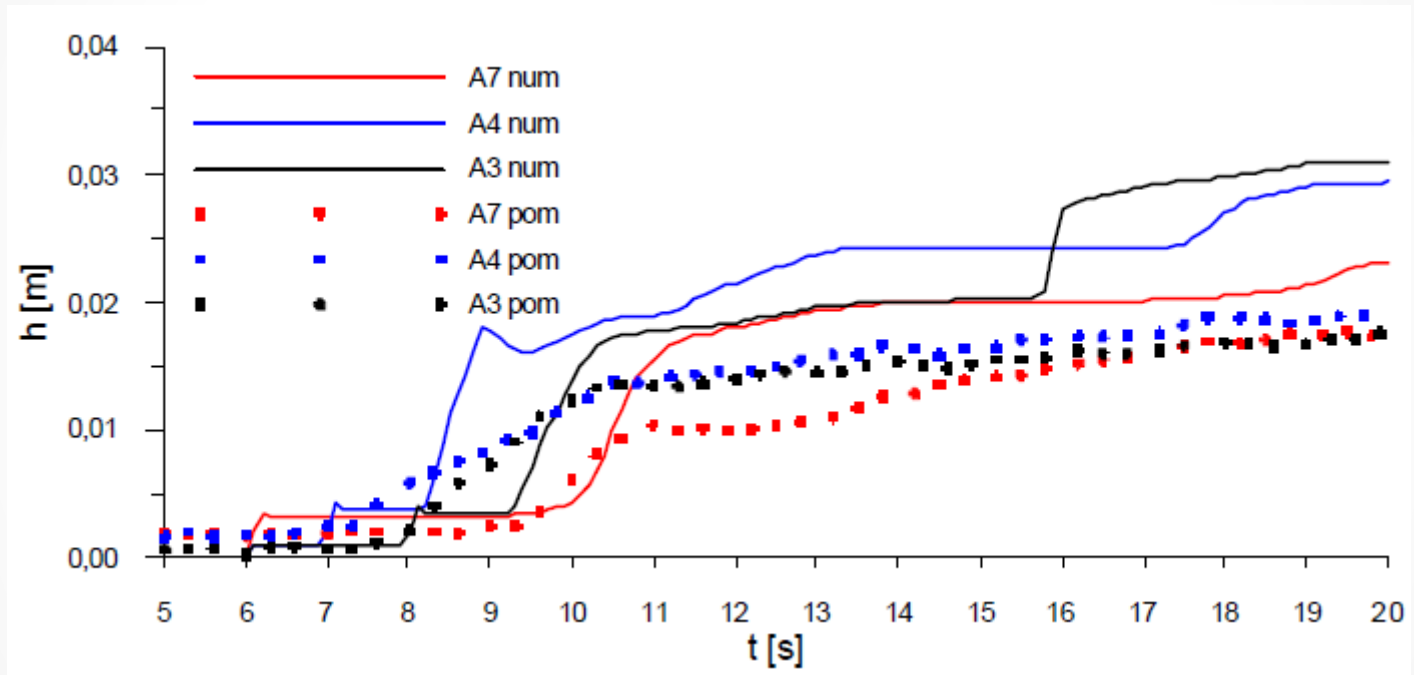 0,04
0,03
0,02
0,01
0,00
h [m]
A7 num
A4 num
A3 num
A7 pom
A4 pom
A3 pom
5 6 7 8 9 10 11 12 13 14 15 16 17 18 19 20
t [s]